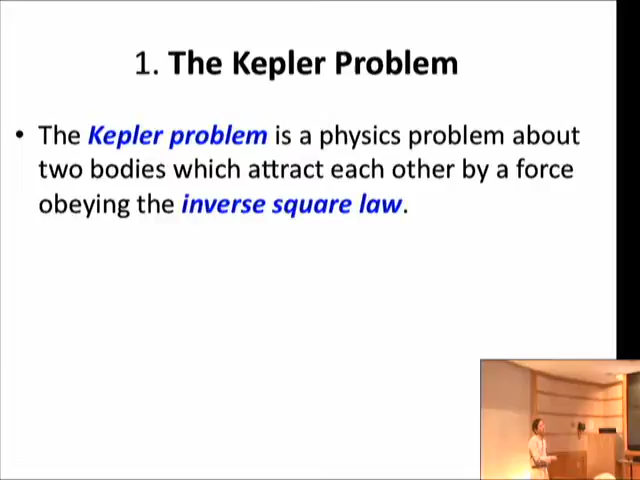 1. The Kepler Problem
• The Kepler problem is a physics problem about
two bodies which attract each other by a force
obeying the inverse square law.